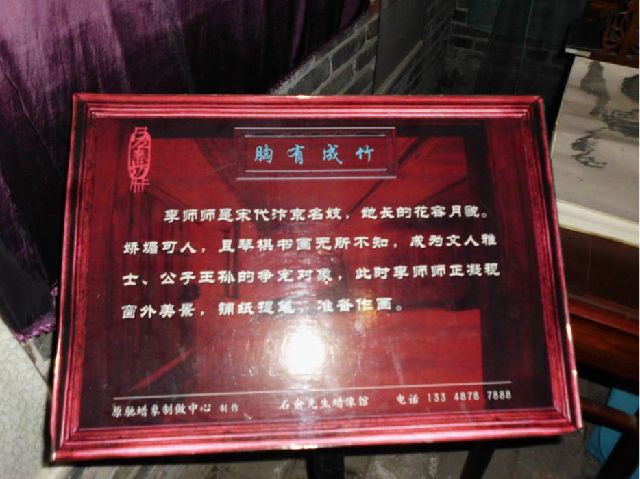 胸有成竹
李师师是宋代汴京名妓，她长的花容月貌。
娇媚可人，且琴棋书画无所不知，成为文人雅
士、公子王孙的争宠对象，此时李师师正凝视
窗外美景，铺纸提笔，准备作画。
原驰蜡象制做中心 制作 石俞先生蜡像馆 电话 133 4878 7888